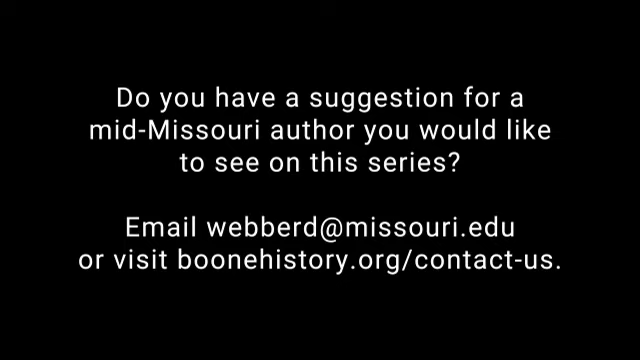 Do you have a suggestion for a
mid-Missouri author you would like
to see on this series?
Email webberd@missouri.edu
or visit boonehistory.org/contact-us.